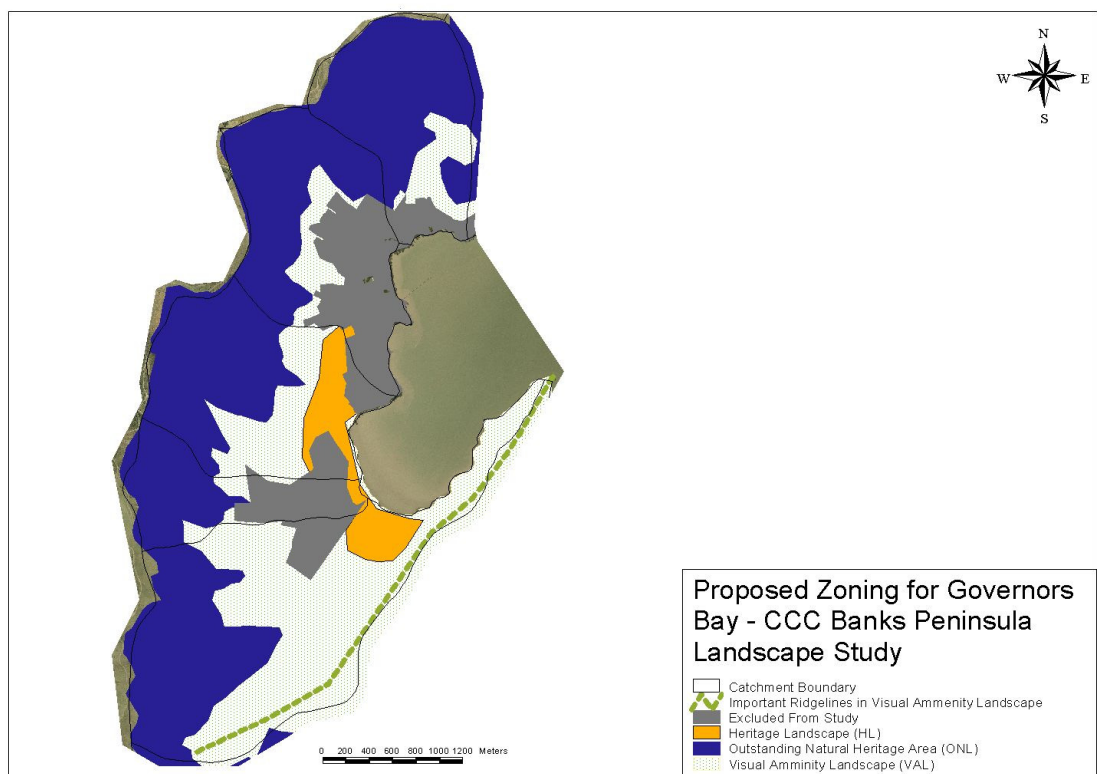 N
W
E
S
Proposed Zoning for Governors
Bay - CCC Banks Peninsula
Landscape Study
Catchment Boundary
Important Ridgelines in Visual Ammenity Landscape
Excluded From Study
Heritage Landscape (HL)
Outstanding Natural Heritage Area (ONL)
Visual Amminity Landscape (VAL)
0 200 400 600 800 1000 1200 Meters